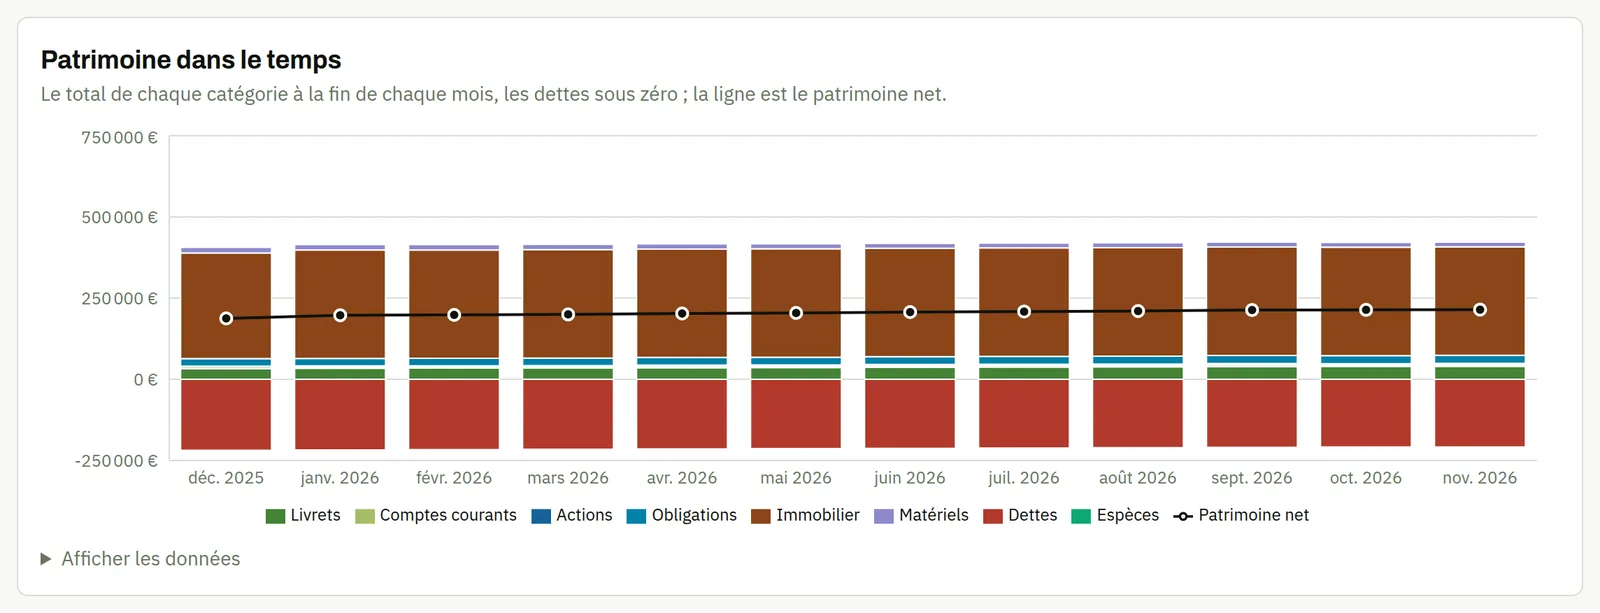 Patrimoine dans le temps
Le total de chaque catégorie à la fin de chaque mois, les dettes sous zéro ; la ligne est le patrimoine net.
750 000 €
500 000 €
250 000 €
0 €
-250 000 €
déc. 2025 janv. 2026 févr. 2026 mars 2026 avr. 2026 mai 2026 juin 2026 juil. 2026 août 2026 sept. 2026 oct. 2026 nov. 2026
Livrets Comptes courants Actions Obligations Immobilier Matériels Dettes Espèces Patrimoine net
Afficher les données